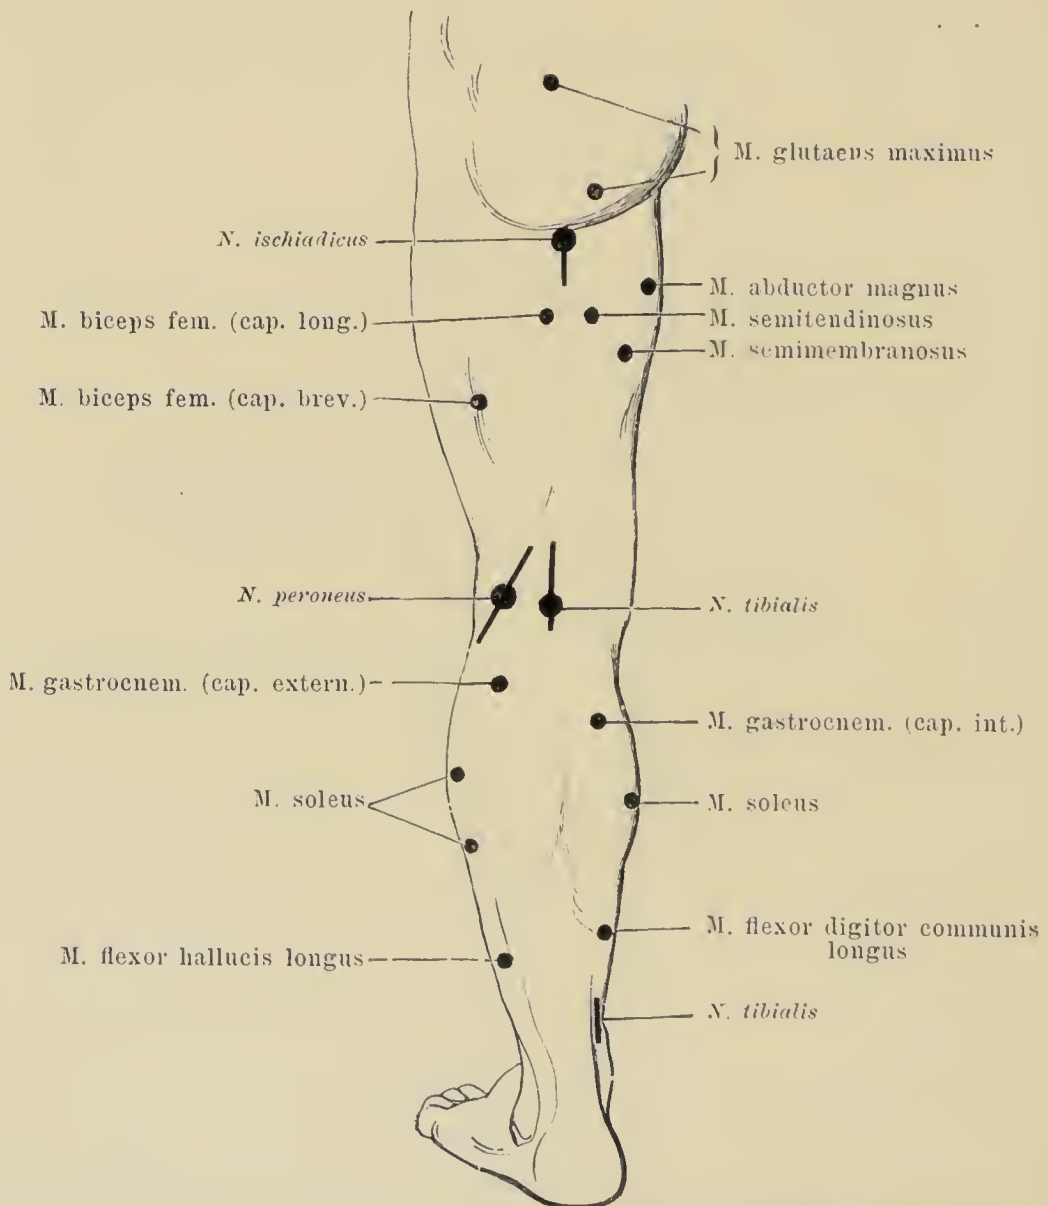 M. glutaeus maximus
N. ischiadicus
M. abductor magnus
M. biceps fem. (cap. long.)
M. semitendinosus
M. semimembranosus
M. biceps fem. (cap. brev.)
N. peroneus
N. tibialis
M. gastrocnem. (cap. extern.)
M. gastrocnem. (cap. int.)
M. soleus
M. soleus
M. flexor digitor communis
longus
M. flexor hallucis longus
N. tibialis